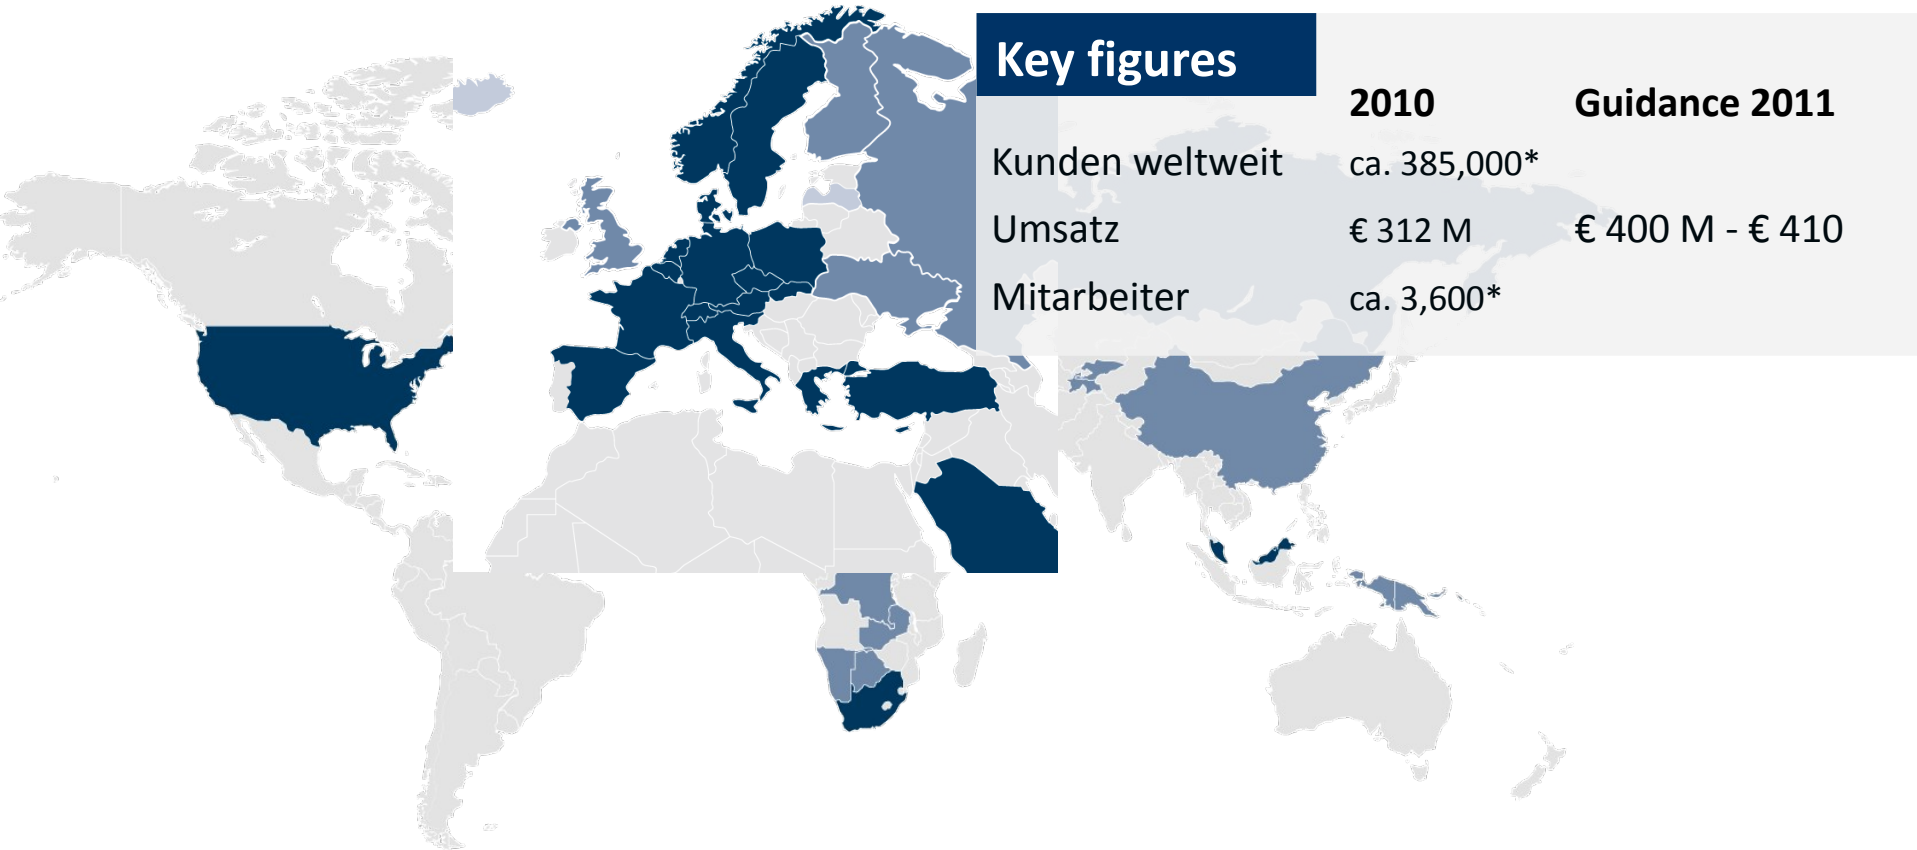 Key figures
2010 Guidance 2011
Kunden weltweit ca. 385,000*
Umsatz € 312 M € 400 M - € 410
Mitarbeiter ca. 3,600*